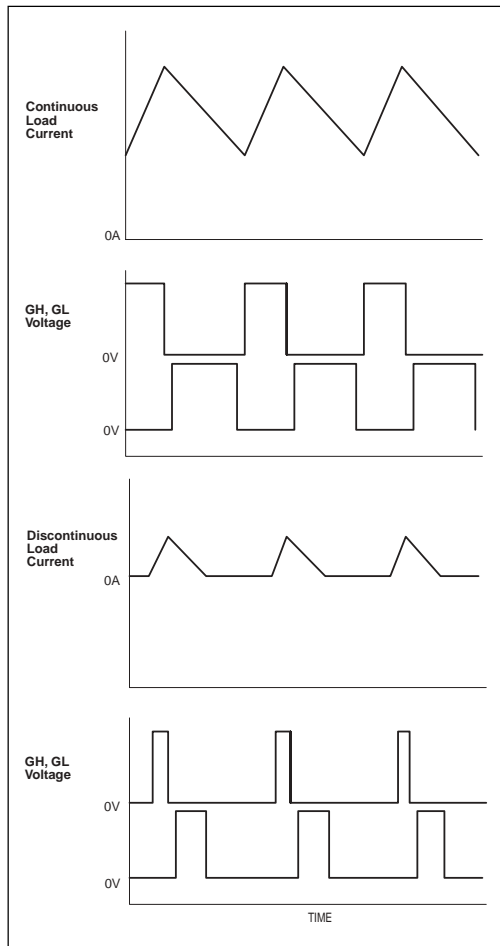 Continuous
Load
Current
0A
GH, GL
Voltage
0V
0V
Discontinuous
Load
Current
0A
GH, GL
Voltage
0V
0V
TIME